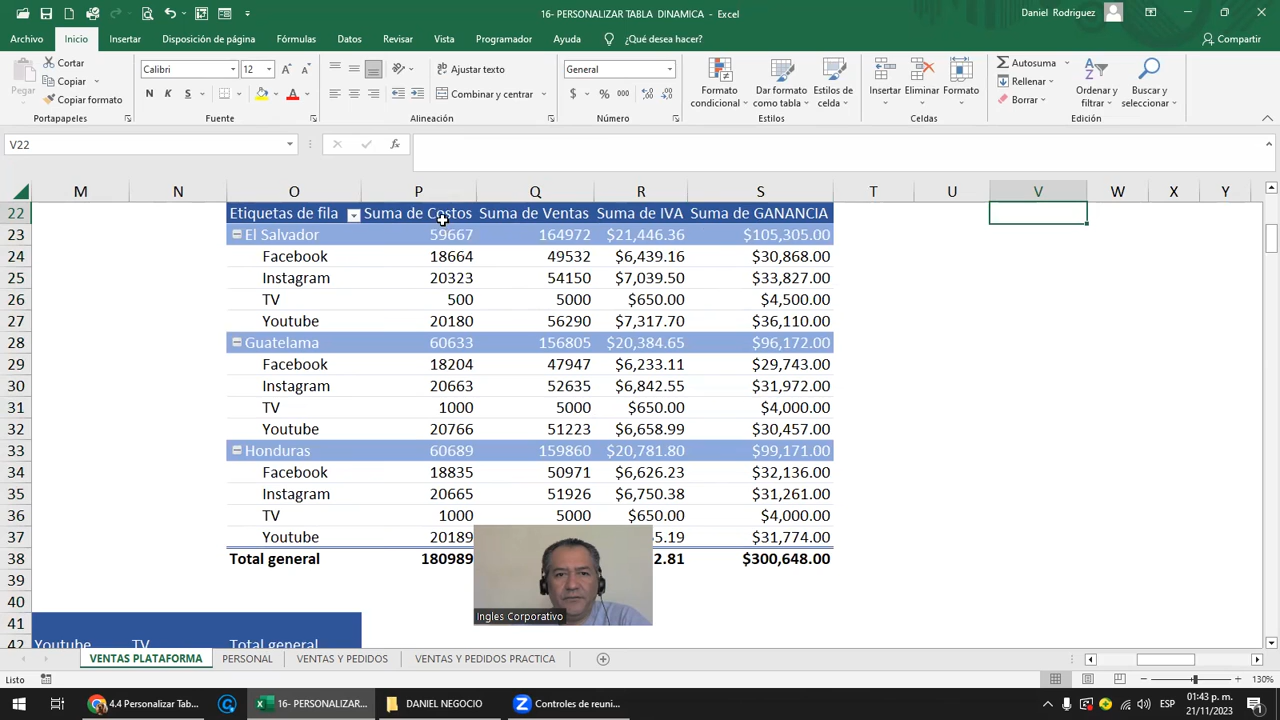 16- PERSONALIZAR TABLA  DINAMICA  -  Excel
Daniel Rodriguez
Archivo Inicio Insertar Disposición de página Fórmulas Datos Revisar Vista Programador Ayuda ¿Qué desea hacer? Compartir
Pegar
Cortar
Copiar
Copiar formato
Calibri 12
N K S
Ajustar texto
Combinar y centrar
General
$ % 000
Formato condicional
Dar formato como tabla
Estilos de celda
Insertar Eliminar Formato
Autosuma
Rellenar
Borrar
Ordenar y filtrar
Buscar y seleccionar
Portapapeles Fuente Alineación Número Estilos Celdas Edición
V22 fx
M N O P Q R S T U V W X Y
22 Etiquetas de fila Suma de Costos Suma de Ventas Suma de IVA Suma de GANANCIA
23 El Salvador 59667 164972 $21,446.36 $105,305.00
24 Facebook 18664 49532 $6,439.16 $30,868.00
25 Instagram 20323 54150 $7,039.50 $33,827.00
26 TV 500 5000 $650.00 $4,500.00
27 Youtube 20180 56290 $7,317.70 $36,110.00
28 Guatelama 60633 156805 $20,384.65 $96,172.00
29 Facebook 18204 47947 $6,233.11 $29,743.00
30 Instagram 20663 52635 $6,842.55 $31,972.00
31 TV 1000 5000 $650.00 $4,000.00
32 Youtube 20766 51223 $6,658.99 $30,457.00
33 Honduras 60689 159860 $20,781.80 $99,171.00
34 Facebook 18835 50971 $6,626.23 $32,136.00
35 Instagram 20665 51926 $6,750.38 $31,261.00
36 TV 1000 5000 $650.00 $4,000.00
37 Youtube 20189 5.19 $31,774.00
38 Total general 180989 2.81 $300,648.00
39
40
Ingles Corporativo
41
42 Youtube TV Total general
VENTAS PLATAFORMA PERSONAL VENTAS Y PEDIDOS VENTAS Y PEDIDOS PRACTICA
Listo 130%
4.4 Personalizar Tab... 16- PERSONALIZAR... DANIEL NEGOCIO Controles de reuni...
ESP
01:43 p. m.
21/11/2023